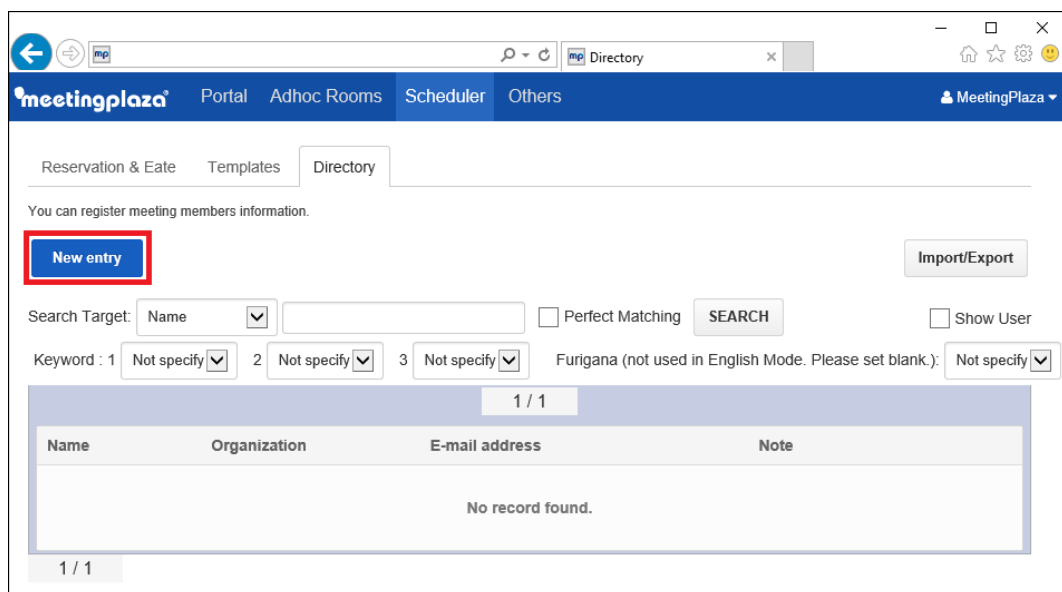 mp
mp Directory
meetingplaza Portal Adhoc Rooms Scheduler Others MeetingPlaza
Reservation & Eate Templates Directory
You can register meeting members information.
New entry Import/Export
Search Target: Name Perfect Matching SEARCH Show User
Keyword : 1 Not specify 2 Not specify 3 Not specify Furigana (not used in English Mode. Please set blank.): Not specify
1 / 1
Name Organization E-mail address Note
No record found.
1 / 1